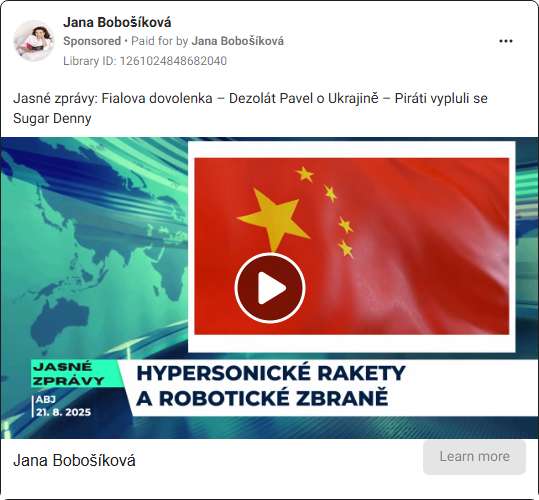 Jana Bobošíková
Sponsored • Paid for by Jana Bobošíková
Library ID: 1261024848682040
Jasné zprávy: Fialova dovolenka – Dezolát Pavel o Ukrajině – Piráti vypluli se
Sugar Denny
JASNÉ
ZPRÁVY
ABJ
21. 8. 2025
HYPERSONICKÉ RAKETY
A ROBOTICKÉ ZBRANĚ
Jana Bobošíková
Learn more